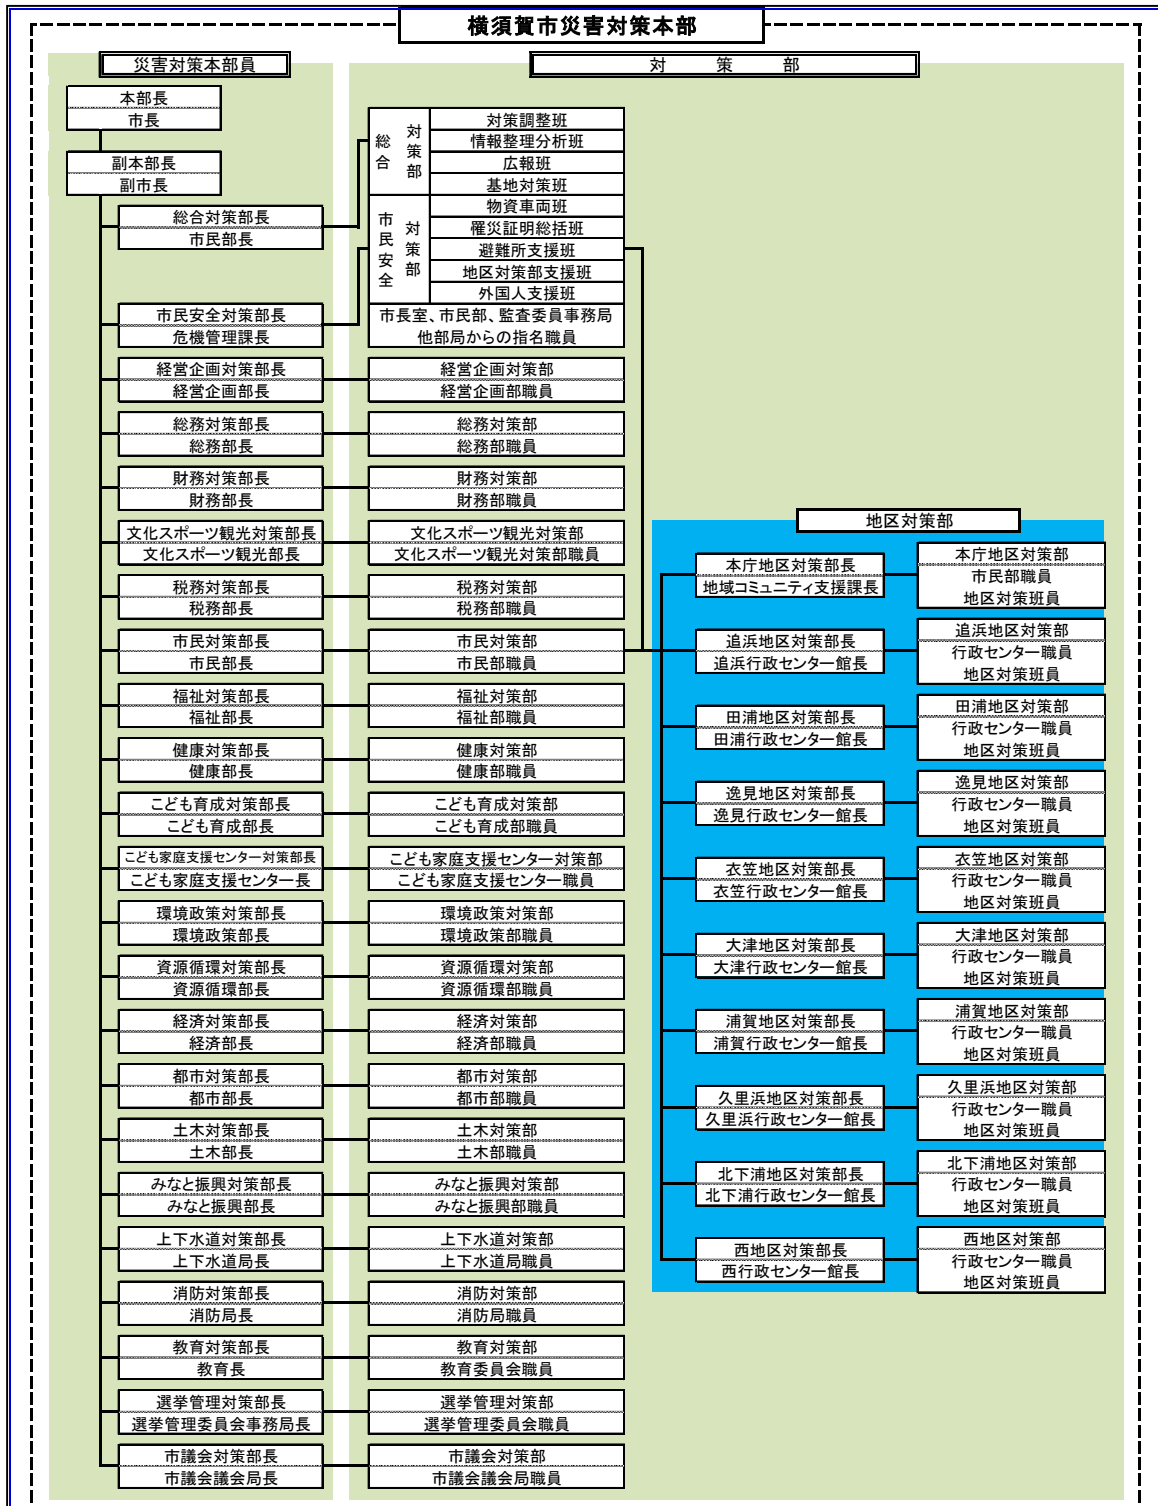 横須賀市災害対策本部
災害対策本部員
対策部
本部長
市長
副本部長
副市長
総合対策部長
市民部長
市民安全対策部長
危機管理課長
経営企画対策部長
経営企画部長
総務対策部長
総務部長
財務対策部長
財務部長
文化スポーツ観光対策部長
文化スポーツ観光部長
税務対策部長
税務部長
市民対策部長
市民部長
福祉対策部長
福祉部長
健康対策部長
健康部長
こども育成対策部長
こども育成部長
こども家庭支援センター対策部長
こども家庭支援センター長
環境政策対策部長
環境政策部長
資源循環対策部長
資源循環部長
経済対策部長
経済部長
都市対策部長
都市部長
土木対策部長
土木部長
みなと振興対策部長
みなと振興部長
上下水道対策部長
上下水道局長
消防対策部長
消防局長
教育対策部長
教育長
選挙管理対策部長
選挙管理委員会事務局長
市議会対策部長
市議会議会局長
総合対策部
対策調整班
情報整理分析班
広報班
基地対策班
市民安全対策部
物資車両班
罹災証明総括班
避難所支援班
地区対策部支援班
外国人支援班
市長室、市民部、監査委員事務局
他部局からの指名職員
経営企画対策部
経営企画部職員
総務対策部
総務部職員
財務対策部
財務部職員
文化スポーツ観光対策部
文化スポーツ観光対策部職員
税務対策部
税務部職員
市民対策部
市民部職員
福祉対策部
福祉部職員
健康対策部
健康部職員
こども育成対策部
こども育成部職員
こども家庭支援センター対策部
こども家庭支援センター職員
環境政策対策部
環境政策部職員
資源循環対策部
資源循環部職員
経済対策部
経済部職員
都市対策部
都市部職員
土木対策部
土木部職員
みなと振興対策部
みなと振興部職員
上下水道対策部
上下水道局職員
消防対策部
消防局職員
教育対策部
教育委員会職員
選挙管理対策部
選挙管理委員会職員
市議会対策部
市議会議会局職員
地区対策部
本庁地区対策部長
地域コミュニティ支援課長
本庁地区対策部
市民部職員
地区対策班員
追浜地区対策部長
追浜行政センター館長
追浜地区対策部
行政センター職員
地区対策班員
田浦地区対策部長
田浦行政センター館長
田浦地区対策部
行政センター職員
地区対策班員
逸見地区対策部長
逸見行政センター館長
逸見地区対策部
行政センター職員
地区対策班員
衣笠地区対策部長
衣笠行政センター館長
衣笠地区対策部
行政センター職員
地区対策班員
大津地区対策部長
大津行政センター館長
大津地区対策部
行政センター職員
地区対策班員
浦賀地区対策部長
浦賀行政センター館長
浦賀地区対策部
行政センター職員
地区対策班員
久里浜地区対策部長
久里浜行政センター館長
久里浜地区対策部
行政センター職員
地区対策班員
北下浦地区対策部長
北下浦行政センター館長
北下浦地区対策部
行政センター職員
地区対策班員
西地区対策部長
西行政センター館長
西地区対策部
行政センター職員
地区対策班員